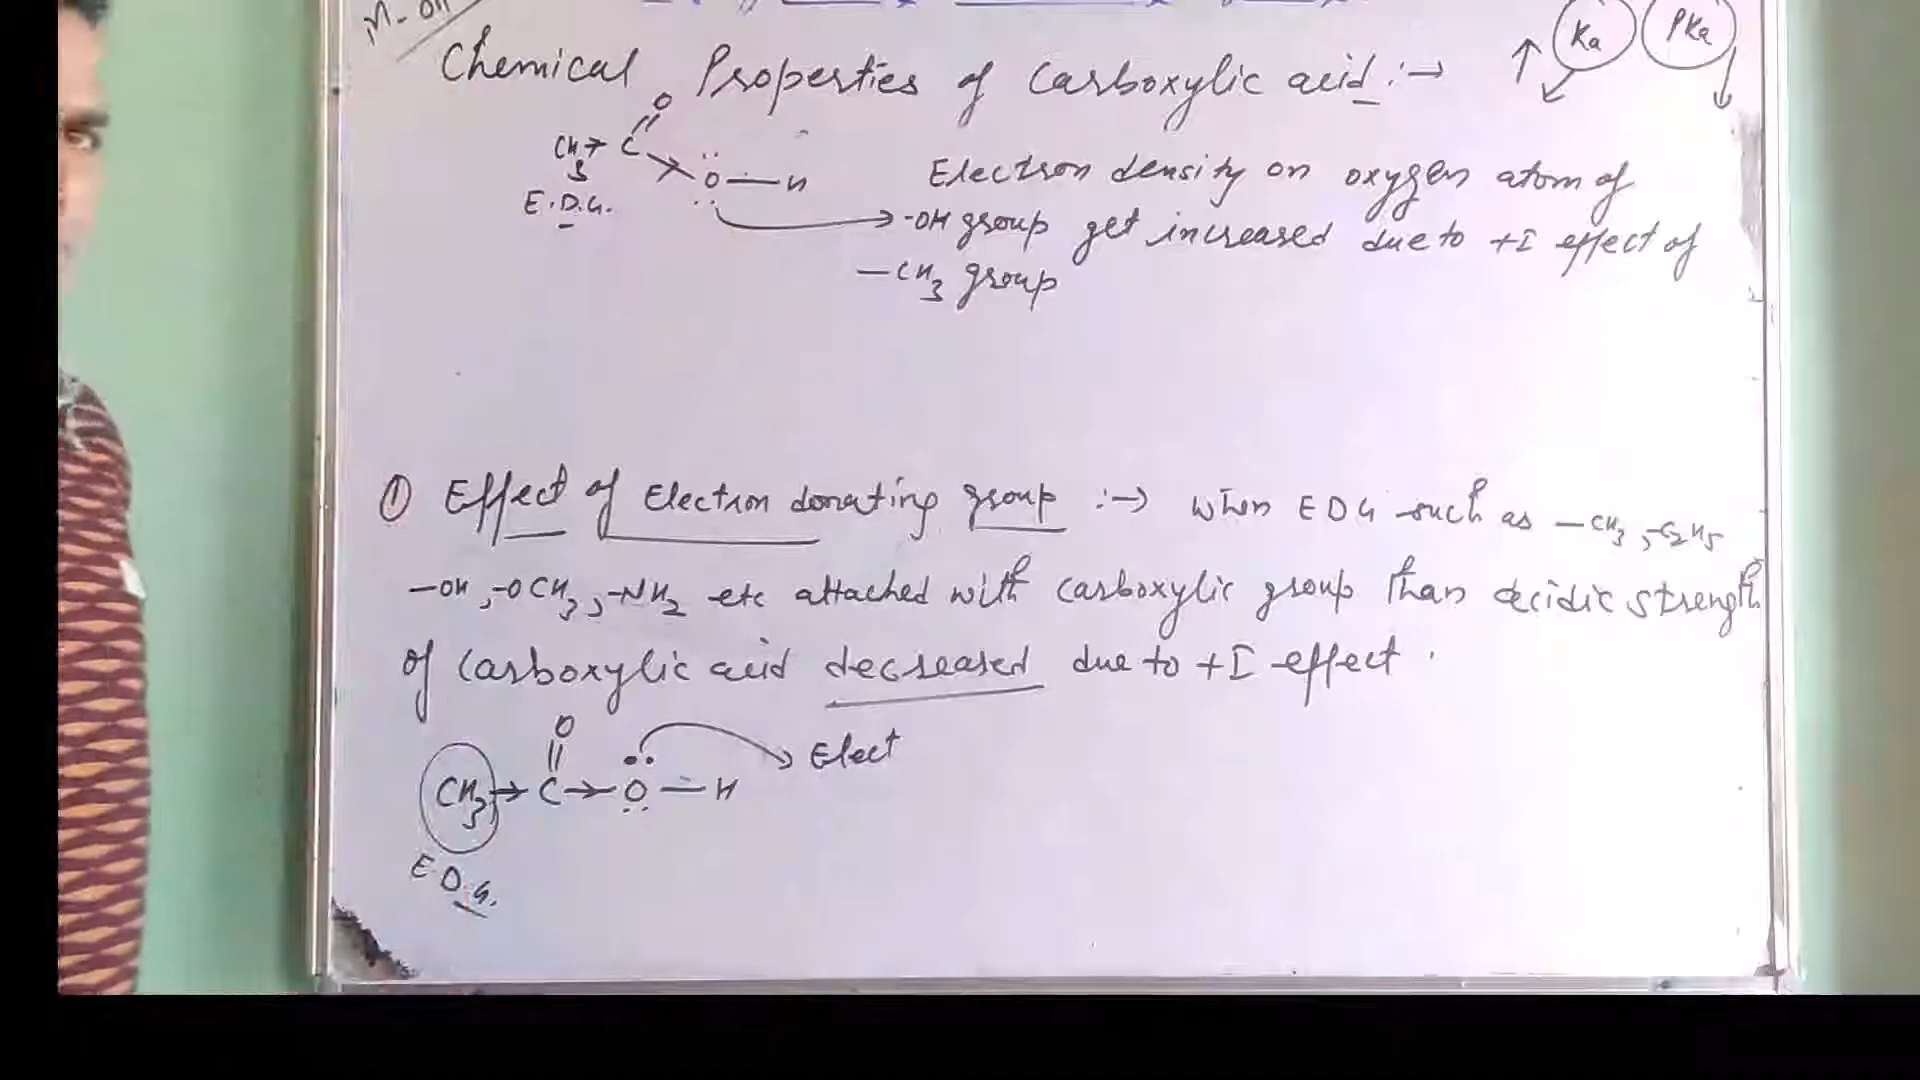 Ka PKa
Chemical Properties of Carboxylic acid :→
O
CH3 → C
O — H
E.D.G.
Electron density on oxygen atom of
-OH group get increased due to +I effect of
—CH3 group
① Effect of Electron donating group :→ When EDG such as —CH3, -C2H5
—OH, -OCH3, -NH2 etc attached with carboxylic group than acidic strength
of carboxylic acid decreased due to +I effect.
O
CH3 → C → O — H → Elect
E.D.G.